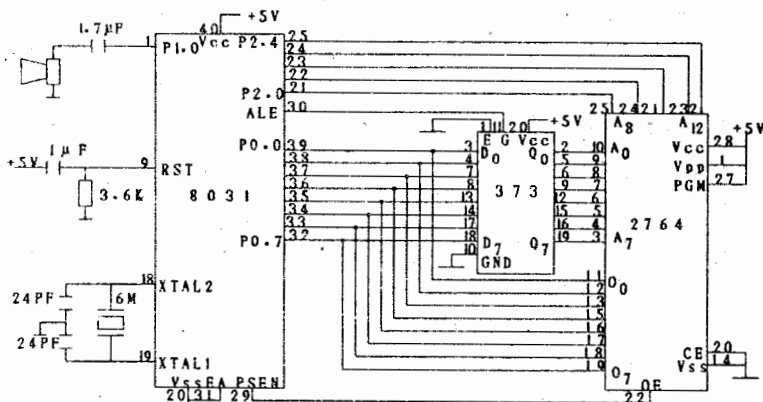 1.7μF
1
P1.0
40
Vcc
+5V
P2.4
25
24
23
22
P2.0
21
ALE
30
+5V
1μF
9
RST
3.6K
8031
P0.0
39
38
37
36
35
34
33
P0.7
32
1
11
20
E
G
Vcc
+5V
3
D0
Q0
2
4
5
7
6
8
373
9
13
12
14
15
17
16
18
D7
Q7
19
10
GND
25
24
21
23
2
A8
A12
10
A0
9
8
7
6
5
4
3
A7
2764
Vcc
28
+5V
Vpp
1
PGM
27
11
O0
12
13
15
16
17
18
19
O7
CE
20
Vss
14
OE
22
18
XTAL2
24PF
6M
24PF
19
XTAL1
Vss
EA
PSEN
20
31
29